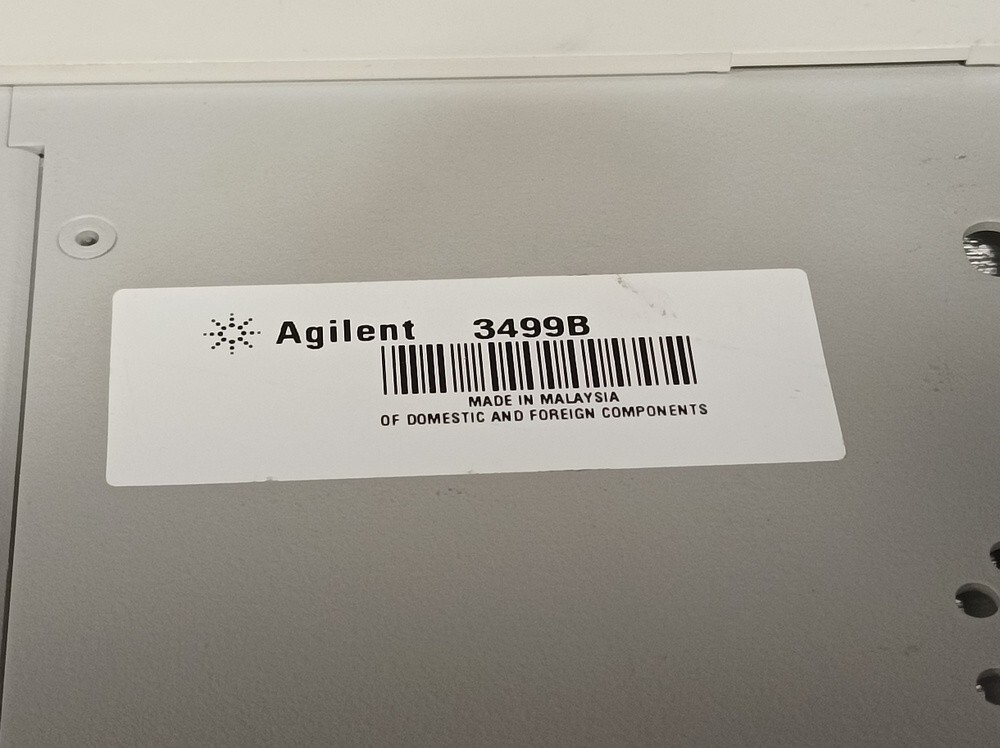 Agilent 3499B
MADE IN MALAYSIA
OF DOMESTIC AND FOREIGN COMPONENTS